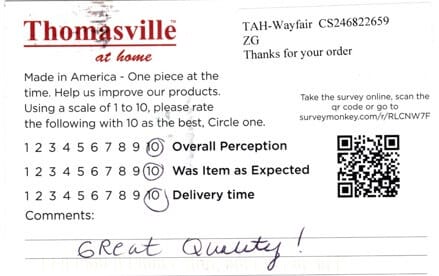 Thomasville™
at home
TAH-Wayfair CS246822659
ZG
Thanks for your order
Made in America - One piece at the
time. Help us improve our products.
Using a scale of 1 to 10, please rate
the following with 10 as the best, Circle one.
Take the survey online, scan the
qr code or go to
surveymonkey.com/r/RLCNW7F
1 2 3 4 5 6 7 8 9 10 Overall Perception
1 2 3 4 5 6 7 8 9 10 Was Item as Expected
1 2 3 4 5 6 7 8 9 10 Delivery time
Comments:
GReat Quality!